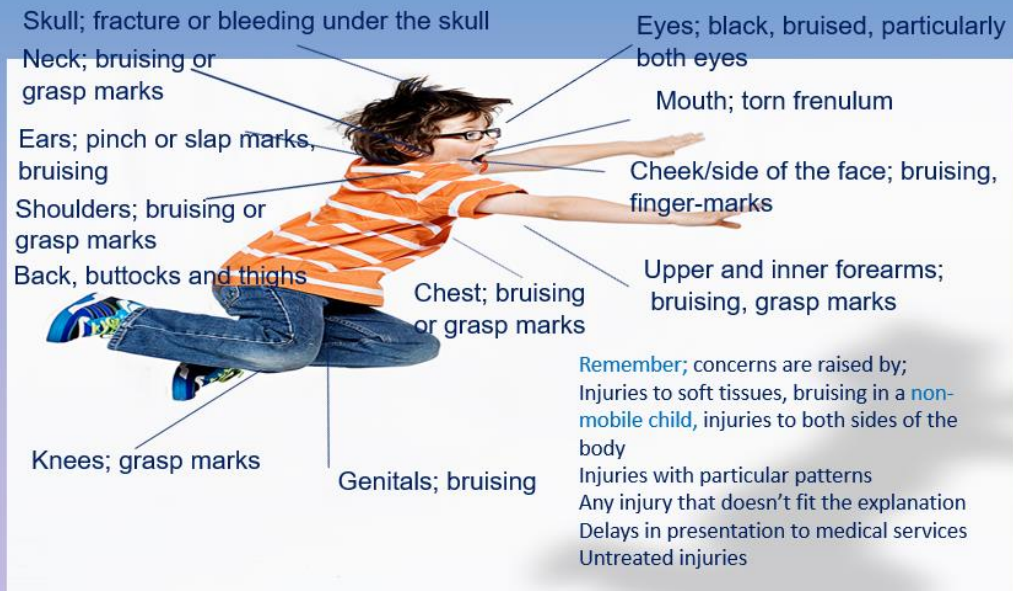 Skull; fracture or bleeding under the skull
Neck; bruising or
grasp marks
Ears; pinch or slap marks,
bruising
Shoulders; bruising or
grasp marks
Back, buttocks and thighs
Knees; grasp marks
Genitals; bruising
Chest; bruising
or grasp marks
Eyes; black, bruised, particularly
both eyes
Mouth; torn frenulum
Cheek/side of the face; bruising,
finger-marks
Upper and inner forearms;
bruising, grasp marks
Remember; concerns are raised by;
Injuries to soft tissues, bruising in a non-
mobile child, injuries to both sides of the
body
Injuries with particular patterns
Any injury that doesn’t fit the explanation
Delays in presentation to medical services
Untreated injuries